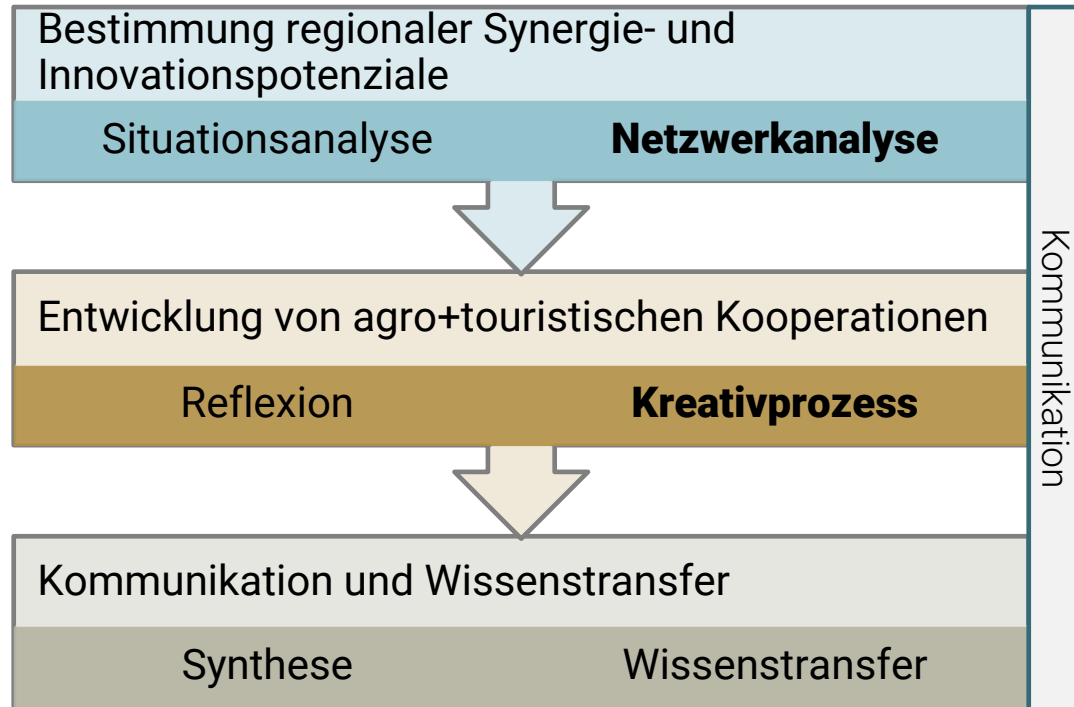 Bestimmung regionaler Synergie- und
Innovationspotenziale
Situationsanalyse
Netzwerkanalyse
Entwicklung von agro+touristischen Kooperationen
Reflexion
Kreativprozess
Kommunikation und Wissenstransfer
Synthese
Wissenstransfer
Kommunikation